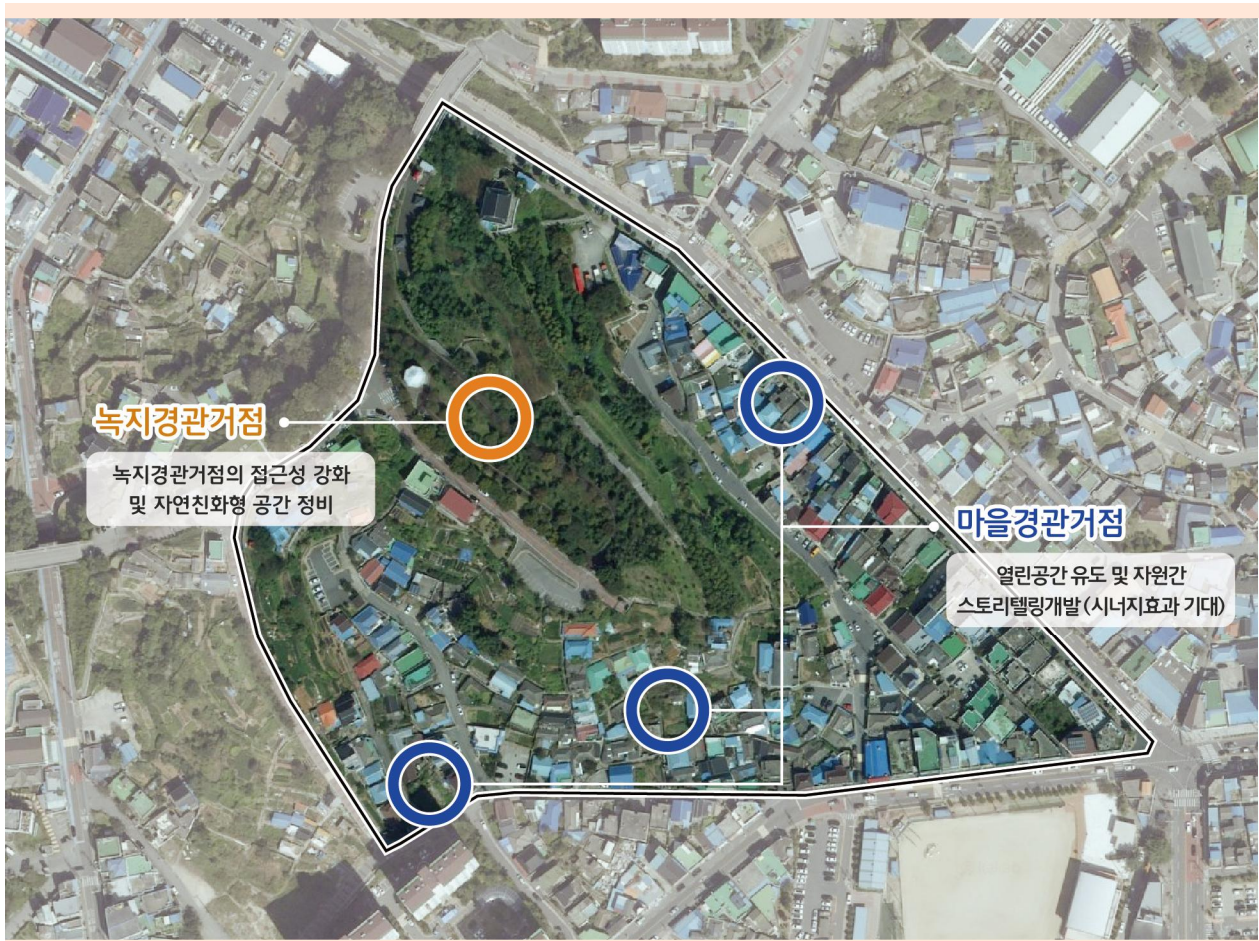 녹지경관거점
녹지경관거점의 접근성 강화
및 자연친화형 공간 정비
마을경관거점
열린공간 유도 및 자원간
스토리텔링개발(시너지효과 기대)